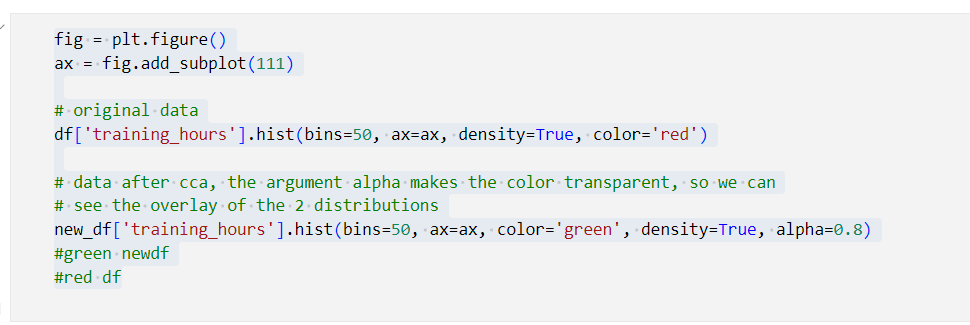 fig = plt.figure()
ax = fig.add_subplot(111)
# original data
df['training_hours'].hist(bins=50, ax=ax, density=True, color='red')
# data after cca, the argument alpha makes the color transparent, so we can
# see the overlay of the 2 distributions
new_df['training_hours'].hist(bins=50, ax=ax, color='green', density=True, alpha=0.8)
#green newdf
#red df